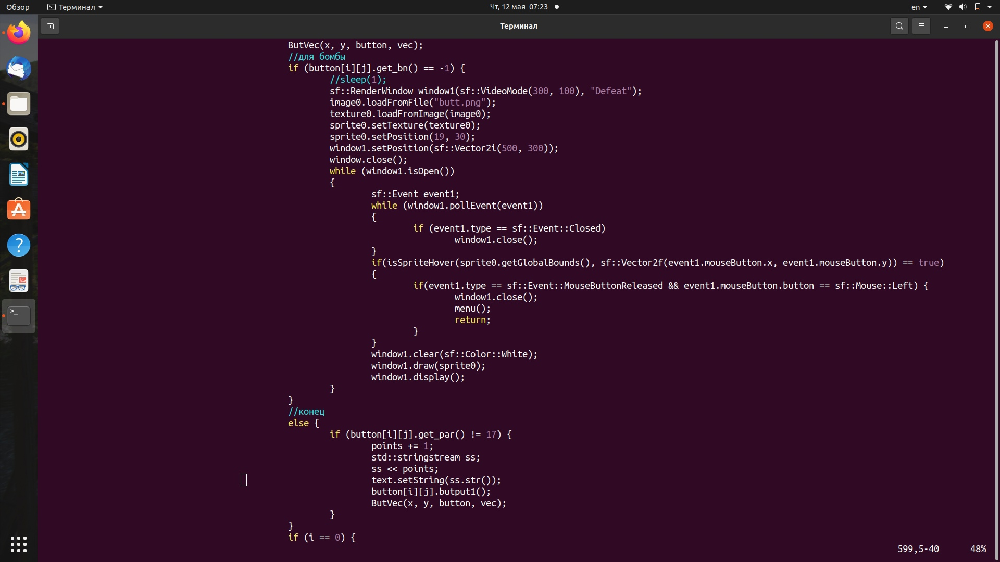 Обзор
Терминал
Чт, 12 мая 07:23
en
Терминал
ButVec(x, y, button, vec);
//для бомбы
if (button[i][j].get_bn() == -1) {
//sleep(1);
sf::RenderWindow window1(sf::VideoMode(300, 100), "Defeat");
image0.loadFromFile("butt.png");
texture0.loadFromImage(image0);
sprite0.setTexture(texture0);
sprite0.setPosition(19, 30);
window1.setPosition(sf::Vector2i(500, 300));
window.close();
while (window1.isOpen())
{
sf::Event event1;
while (window1.pollEvent(event1))
{
if (event1.type == sf::Event::Closed)
window1.close();
}
if(isSpriteHover(sprite0.getGlobalBounds(), sf::Vector2f(event1.mouseButton.x, event1.mouseButton.y)) == true)
{
if(event1.type == sf::Event::MouseButtonReleased && event1.mouseButton.button == sf::Mouse::Left) {
window1.close();
menu();
return;
}
}
window1.clear(sf::Color::White);
window1.draw(sprite0);
window1.display();
}
}
//конец
else {
if (button[i][j].get_par() != 17) {
points += 1;
std::stringstream ss;
ss << points;
text.setString(ss.str());
button[i][j].butput1();
ButVec(x, y, button, vec);
}
}
if (i == 0) {
599,5-40 48%